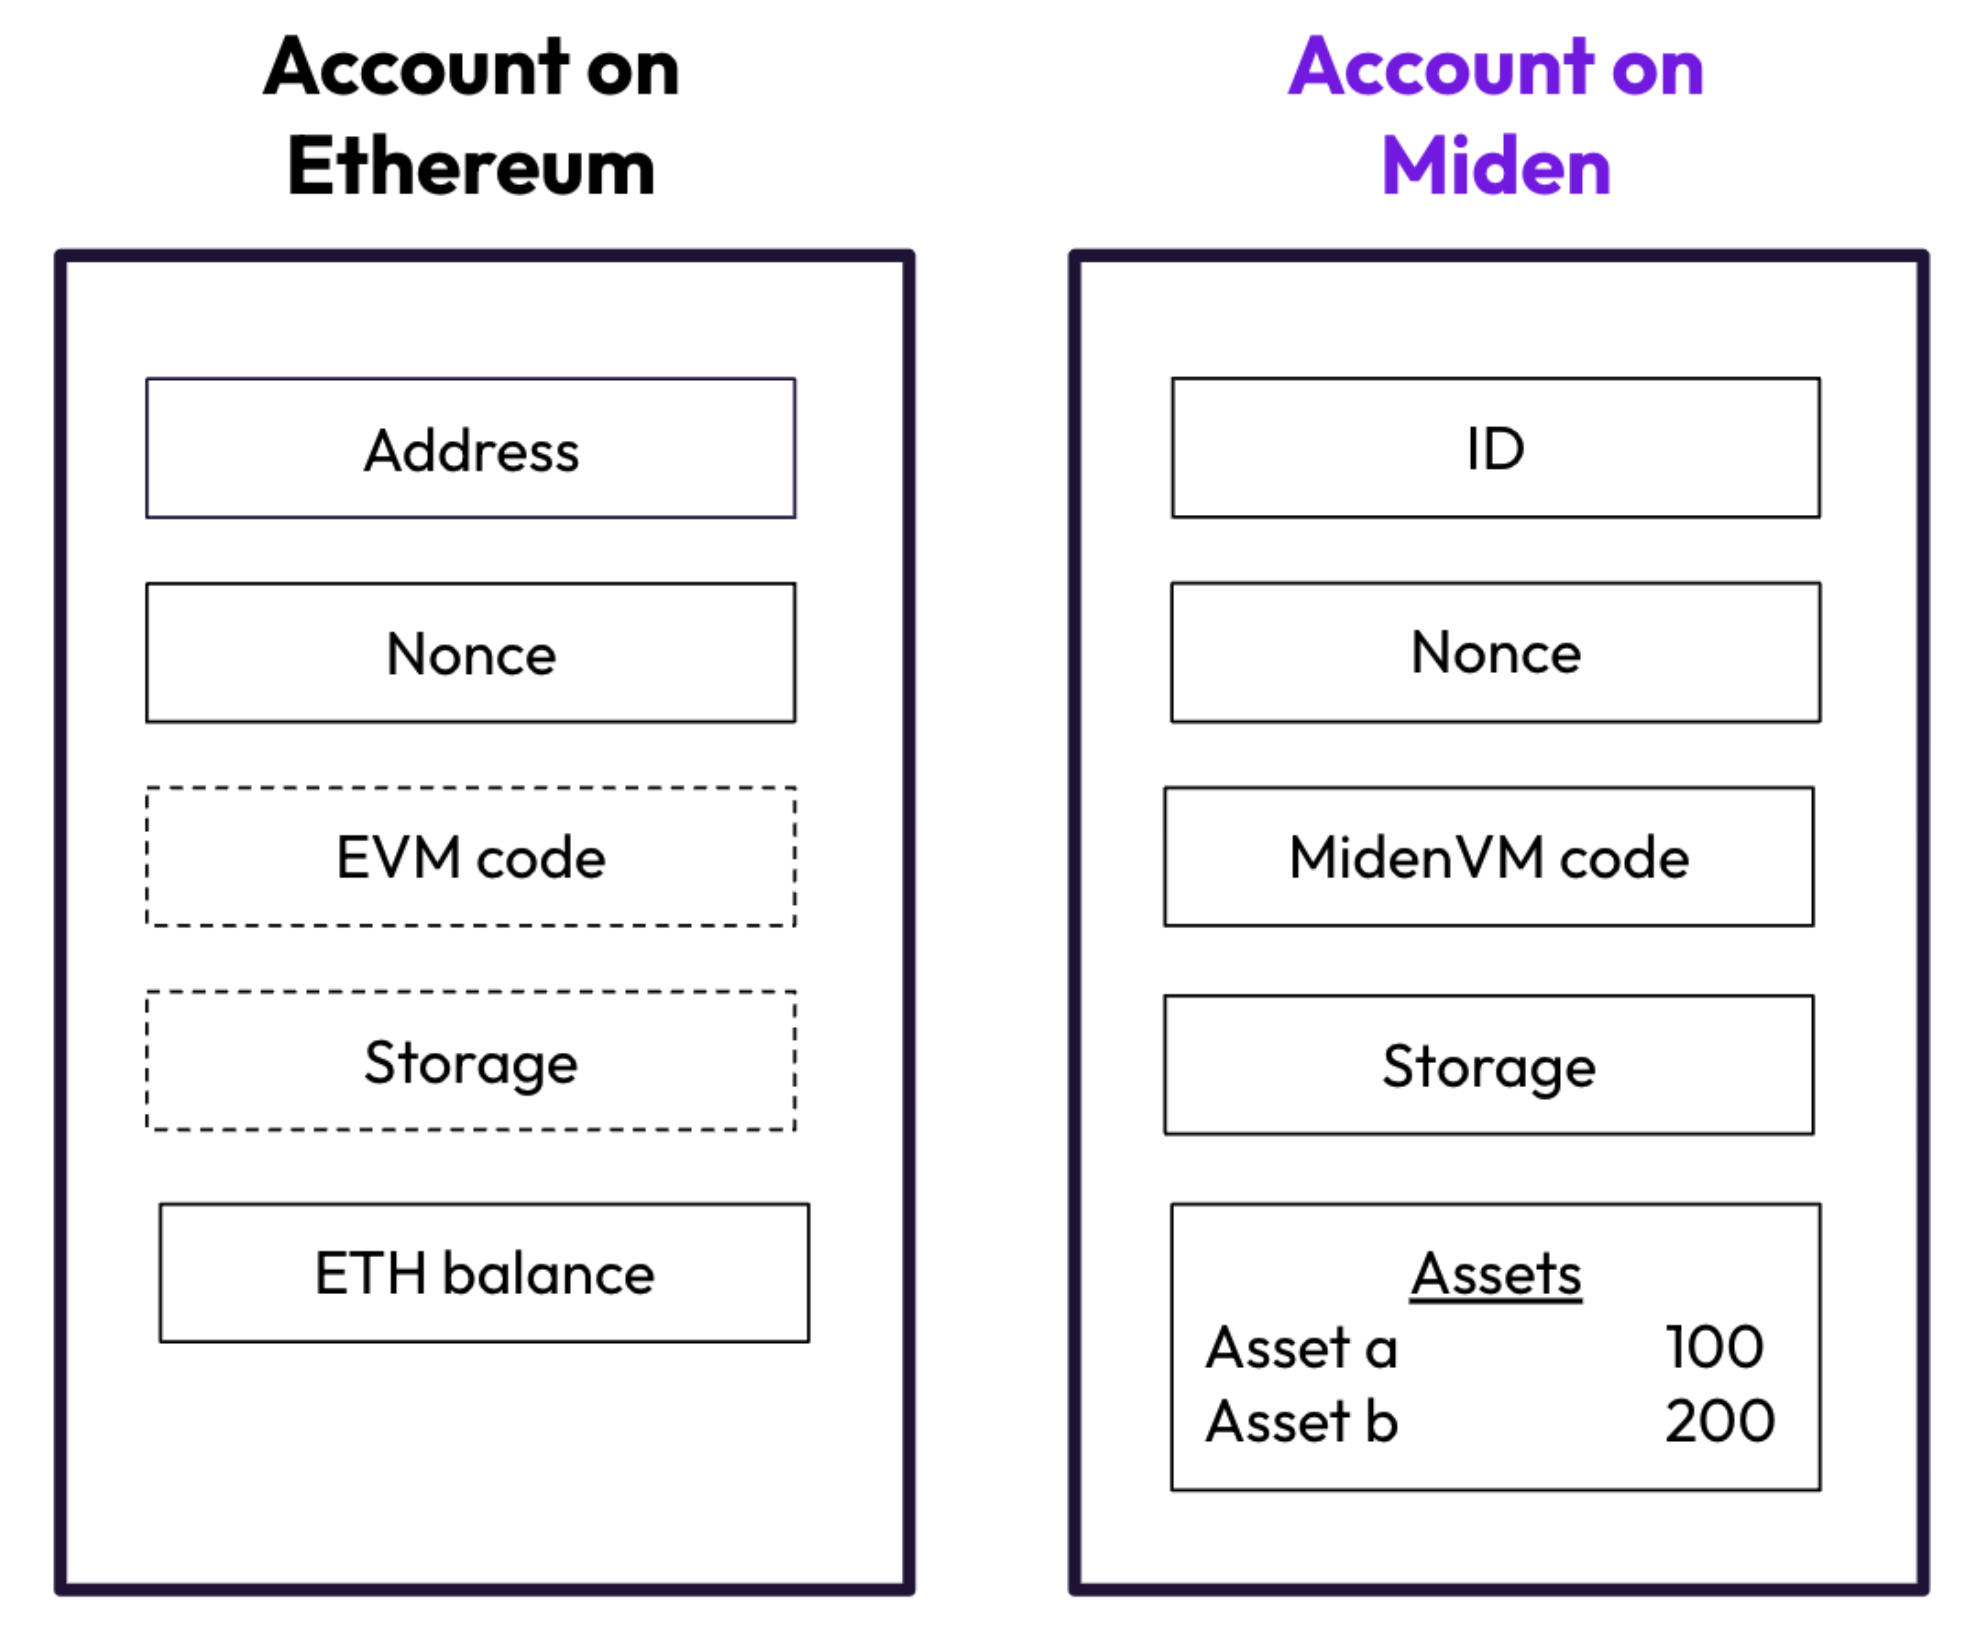 Account on
Ethereum
Address
Nonce
EVM code
Storage
ETH balance
Account on
Miden
ID
Nonce
MidenVM code
Storage
Assets
Asset a 100
Asset b 200